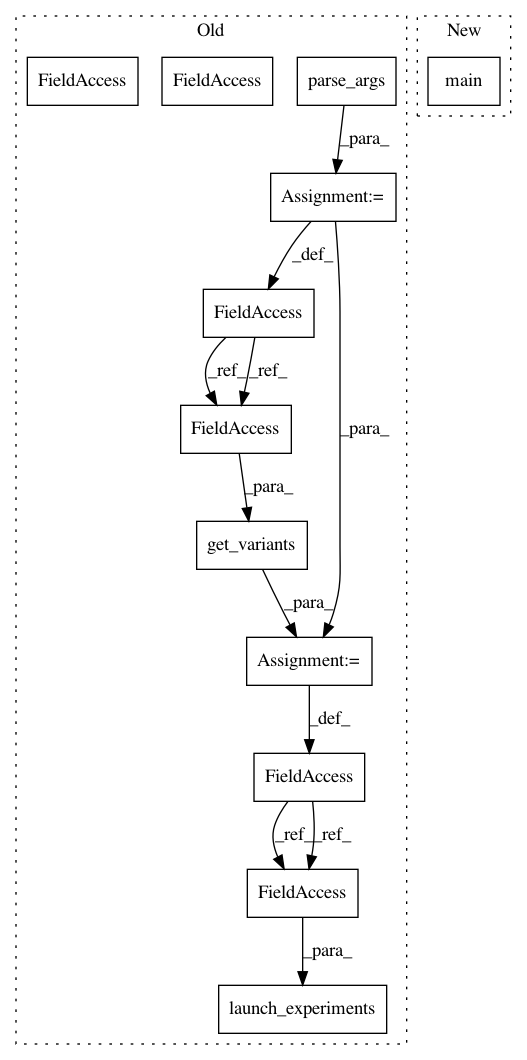 Old
New
FieldAccess
FieldAccess
parse_args
main
_para_
Assignment:=
_def_
FieldAccess
_ref_
_ref_
_para_
FieldAccess
_para_
get_variants
_para_
Assignment:=
_def_
FieldAccess
_ref_
_ref_
FieldAccess
_para_
launch_experiments